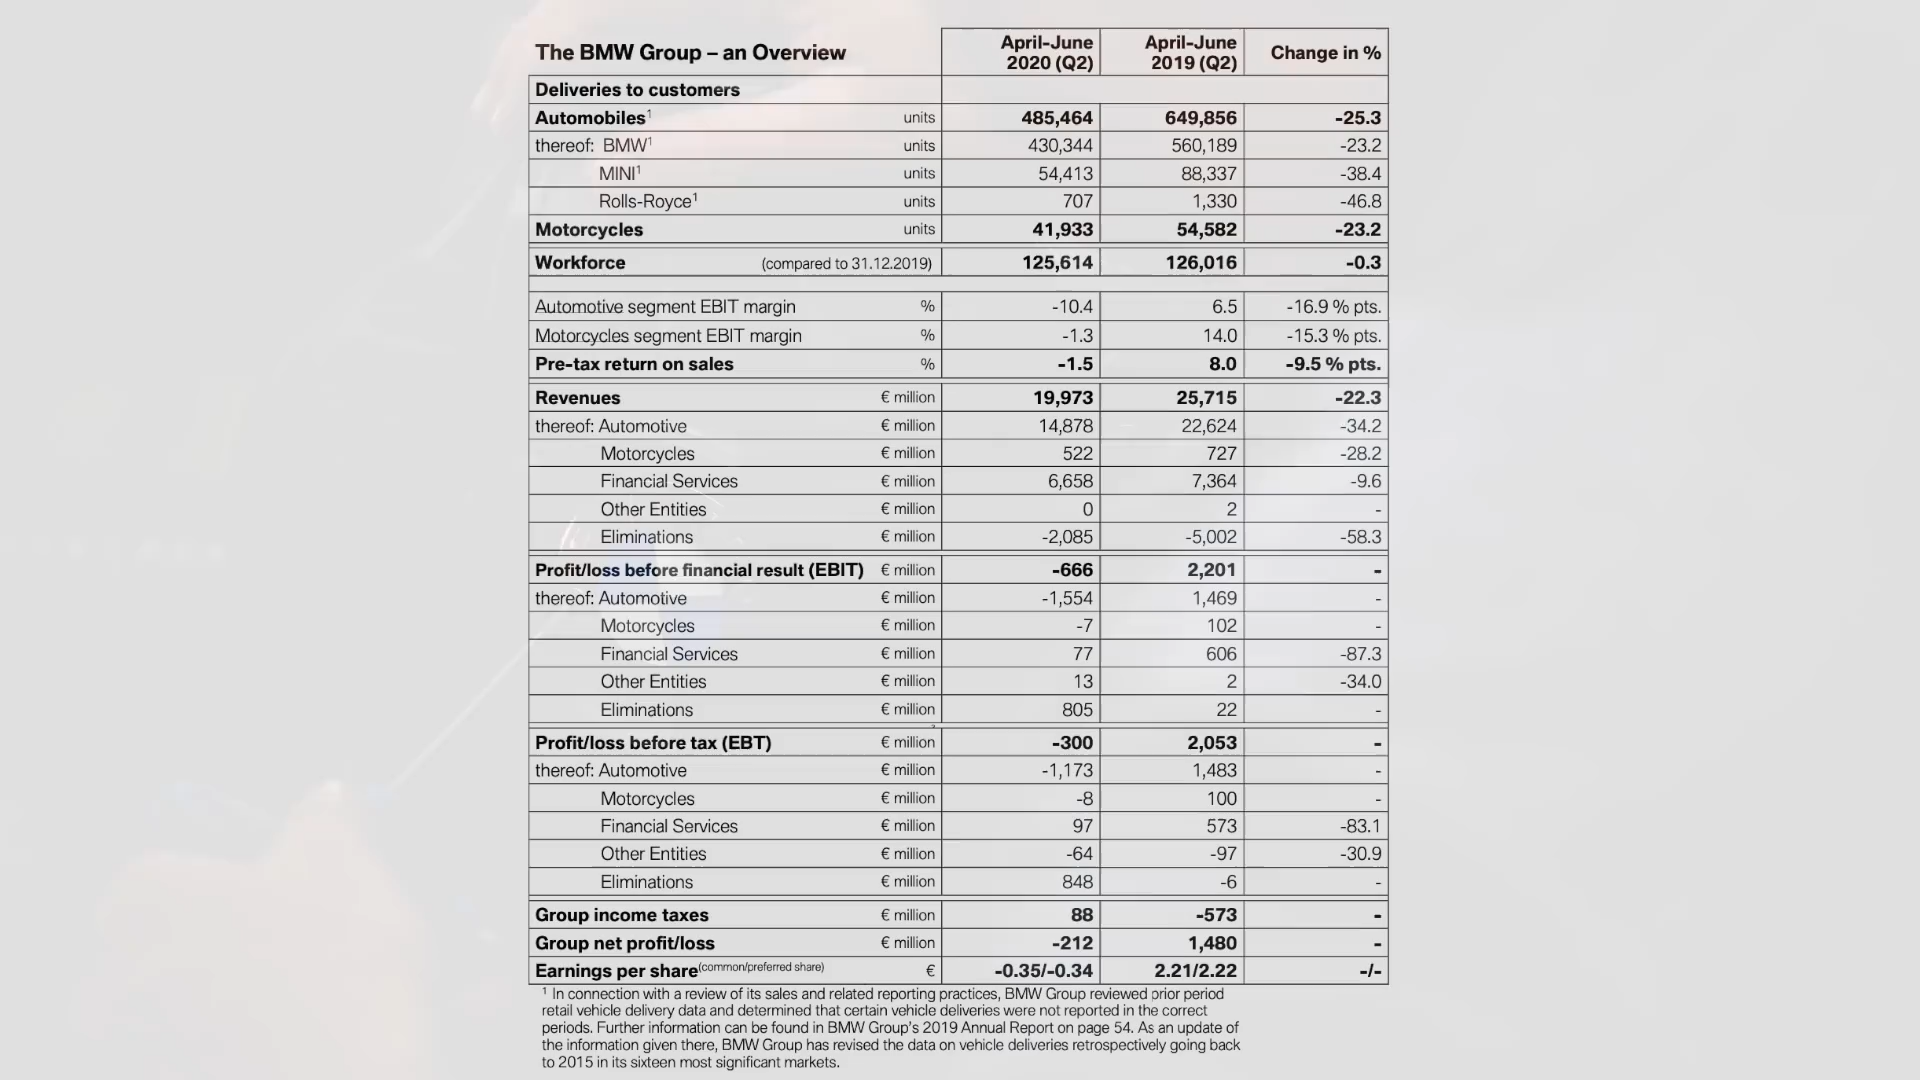 The BMW Group – an Overview April-June 2020 (Q2) April-June 2019 (Q2) Change in %
Deliveries to customers
Automobiles¹ units 485,464 649,856 -25.3
thereof: BMW¹ units 430,344 560,189 -23.2
MINI¹ units 54,413 88,337 -38.4
Rolls-Royce¹ units 707 1,330 -46.8
Motorcycles units 41,933 54,582 -23.2
Workforce (compared to 31.12.2019) 125,614 126,016 -0.3
Automotive segment EBIT margin % -10.4 6.5 -16.9 % pts.
Motorcycles segment EBIT margin % -1.3 14.0 -15.3 % pts.
Pre-tax return on sales % -1.5 8.0 -9.5 % pts.
Revenues € million 19,973 25,715 -22.3
thereof: Automotive € million 14,878 22,624 -34.2
Motorcycles € million 522 727 -28.2
Financial Services € million 6,658 7,364 -9.6
Other Entities € million 0 2 -
Eliminations € million -2,085 -5,002 -58.3
Profit/loss before financial result (EBIT) € million -666 2,201 -
thereof: Automotive € million -1,554 1,469 -
Motorcycles € million -7 102 -
Financial Services € million 77 606 -87.3
Other Entities € million 13 2 -34.0
Eliminations € million 805 22 -
Profit/loss before tax (EBT) € million -300 2,053 -
thereof: Automotive € million -1,173 1,483 -
Motorcycles € million -8 100 -
Financial Services € million 97 573 -83.1
Other Entities € million -64 -97 -30.9
Eliminations € million 848 -6 -
Group income taxes € million 88 -573 -
Group net profit/loss € million -212 1,480 -
Earnings per share (common/preferred share) € -0.35/-0.34 2.21/2.22 -/-
¹ In connection with a review of its sales and related reporting practices, BMW Group reviewed prior period
retail vehicle delivery data and determined that certain vehicle deliveries were not reported in the correct
periods. Further information can be found in BMW Group's 2019 Annual Report on page 54. As an update of
the information given there, BMW Group has revised the data on vehicle deliveries retrospectively going back
to 2015 in its sixteen most significant markets.